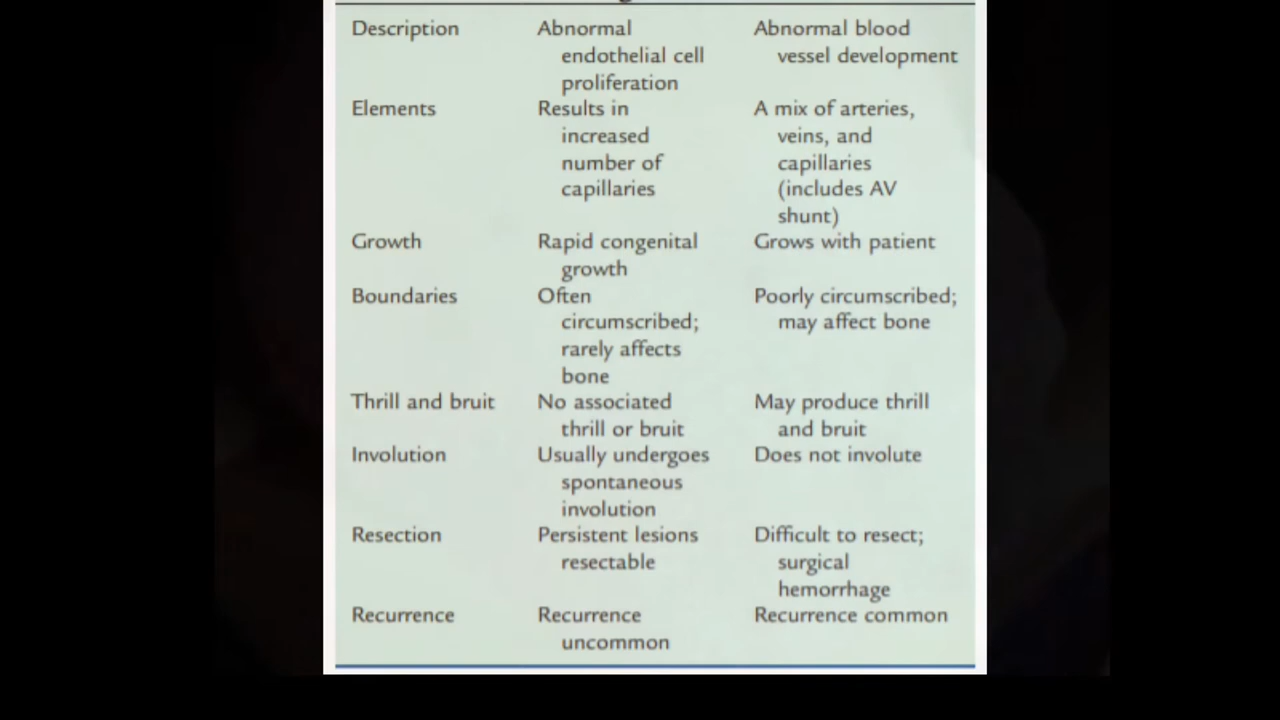 Description Abnormal endothelial cell proliferation Abnormal blood vessel development
Elements Results in increased number of capillaries A mix of arteries, veins, and capillaries (includes AV shunt)
Growth Rapid congenital growth Grows with patient
Boundaries Often circumscribed; rarely affects bone Poorly circumscribed; may affect bone
Thrill and bruit No associated thrill or bruit May produce thrill and bruit
Involution Usually undergoes spontaneous involution Does not involute
Resection Persistent lesions resectable Difficult to resect; surgical hemorrhage
Recurrence Recurrence uncommon Recurrence common